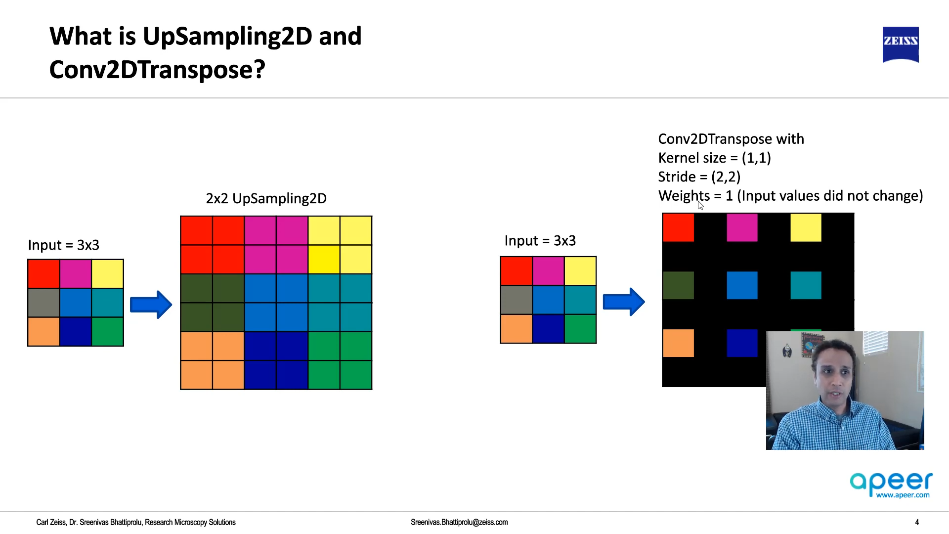 What is UpSampling2D and
Conv2DTranspose?
ZEISS
Conv2DTranspose with
Kernel size = (1,1)
Stride = (2,2)
Weights = 1 (Input values did not change)
2x2 UpSampling2D
Input = 3x3
Input = 3x3
apeer
www.apeer.com
Carl Zeiss, Dr. Sreenivas Bhattiprolu, Research Microscopy Solutions
Sreenivas.Bhattiprolu@zeiss.com
4